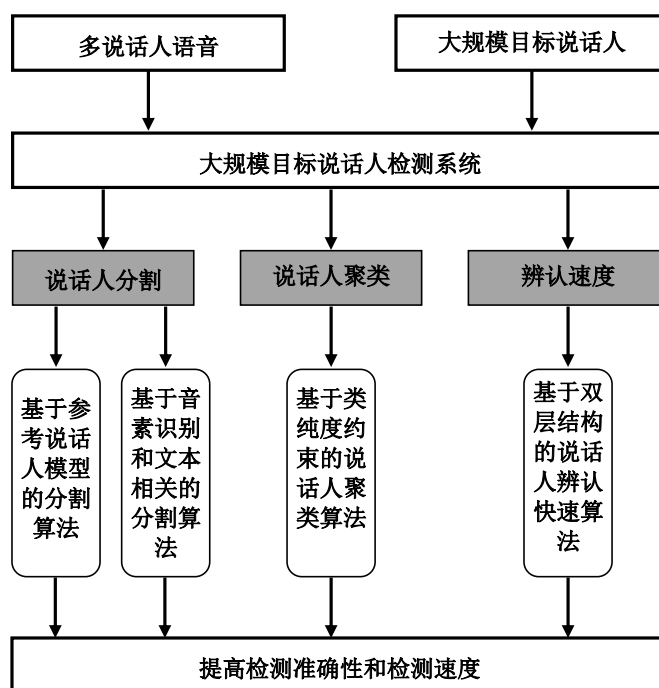 多说话人语音
大规模目标说话人
大规模目标说话人检测系统
说话人分割
说话人聚类
辨认速度
基于参
考说话
人模型
的分割
算法
基于音
素识别
和文本
相关的
分割算
法
基于类
纯度约
束的说
话人聚
类算法
基于双
层结构
的说话
人辨认
快速算
法
提高检测准确性和检测速度